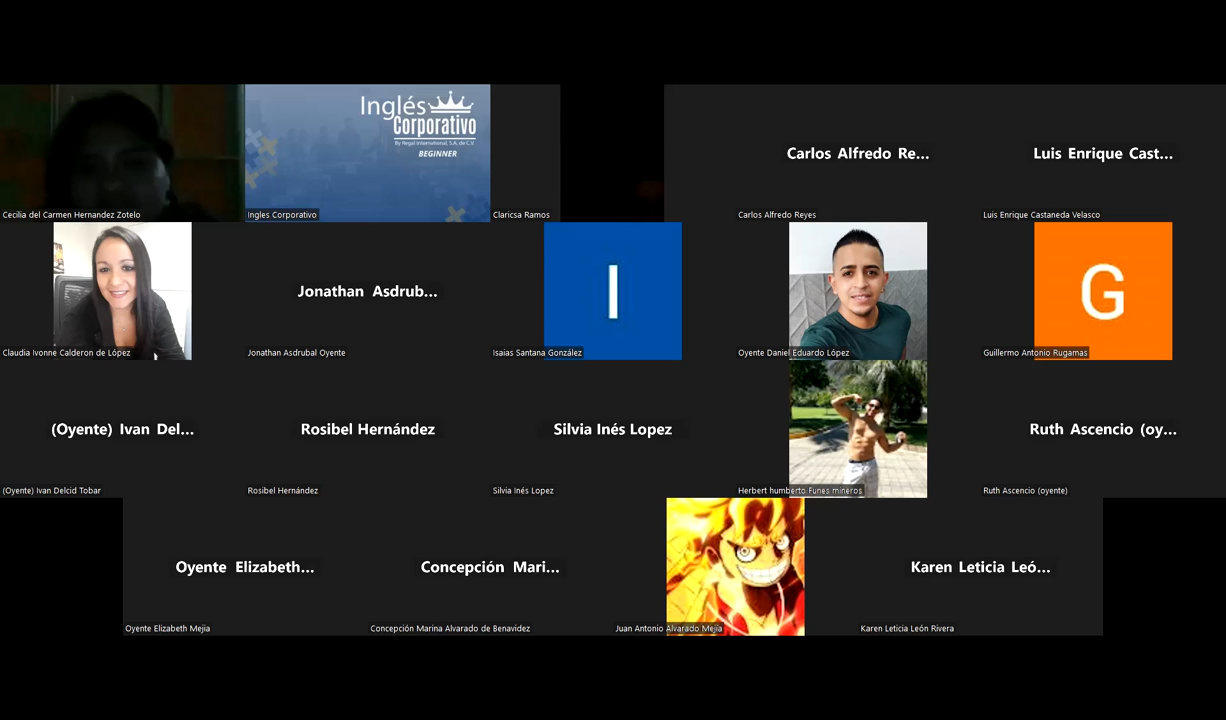 Inglés
Corporativo
By Regal International, S.A. de C.V.
BEGINNER
Cecilia del Carmen Hernandez Zotelo
Ingles Corporativo
Claricsa Ramos
Carlos Alfredo Re...
Carlos Alfredo Reyes
Luis Enrique Cast...
Luis Enrique Castaneda Velasco
Claudia Ivonne Calderon de López
Jonathan Asdrub...
Jonathan Asdrubal Oyente
I
Isaias Santana González
Oyente Daniel Eduardo López
G
Guillermo Antonio Rugamas
(Oyente) Ivan Del...
(Oyente) Ivan Delcid Tobar
Rosibel Hernández
Rosibel Hernández
Silvia Inés Lopez
Silvia Inés Lopez
Herbert humberto Funes mineros
Ruth Ascencio (oy...
Ruth Ascencio (oyente)
Oyente Elizabeth...
Oyente Elizabeth Mejia
Concepción Mari...
Concepción Marina Alvarado de Benavidez
Juan Antonio Alvarado Mejía
Karen Leticia Leó...
Karen Leticia León Rivera